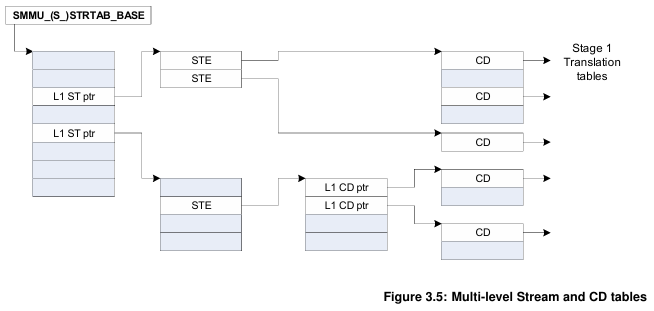 SMMU_(S_)STRTAB_BASE
STE
STE
CD
Stage 1
Translation
tables
L1 ST ptr
CD
L1 ST ptr
CD
L1 CD ptr
CD
STE
L1 CD ptr
CD
Figure 3.5: Multi-level Stream and CD tables